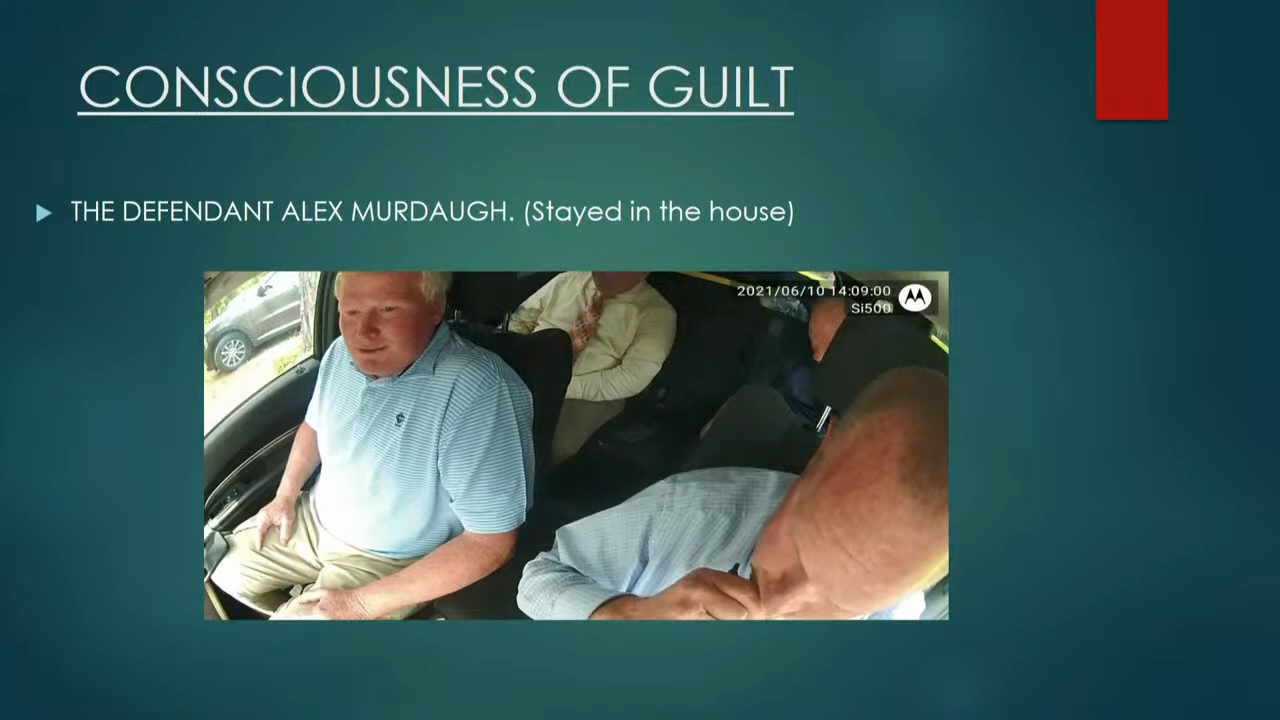 CONSCIOUSNESS OF GUILT
THE DEFENDANT ALEX MURDAUGH. (Stayed in the house)
2021/06/10 14:09:00
Si500